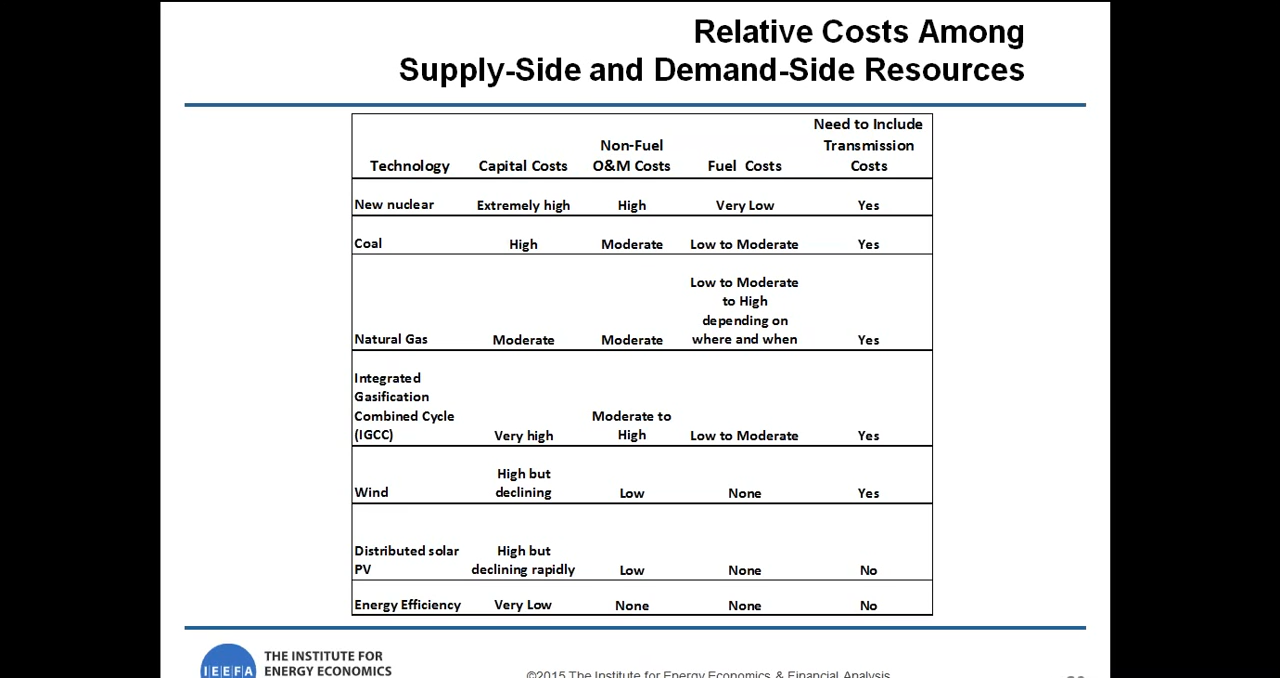 Relative Costs Among
Supply-Side and Demand-Side Resources
Technology
Capital Costs
Non-Fuel
O&M Costs
Fuel Costs
Need to Include
Transmission
Costs
New nuclear
Extremely high
High
Very Low
Yes
Coal
High
Moderate
Low to Moderate
Yes
Natural Gas
Moderate
Moderate
Low to Moderate
to High
depending on
where and when
Yes
Integrated
Gasification
Combined Cycle
(IGCC)
Very high
Moderate to
High
Low to Moderate
Yes
Wind
High but
declining
Low
None
Yes
Distributed solar
PV
High but
declining rapidly
Low
None
No
Energy Efficiency
Very Low
None
None
No
IEEFA
THE INSTITUTE FOR
ENERGY ECONOMICS
©2015 The Institute for Energy Economics & Financial Analysis